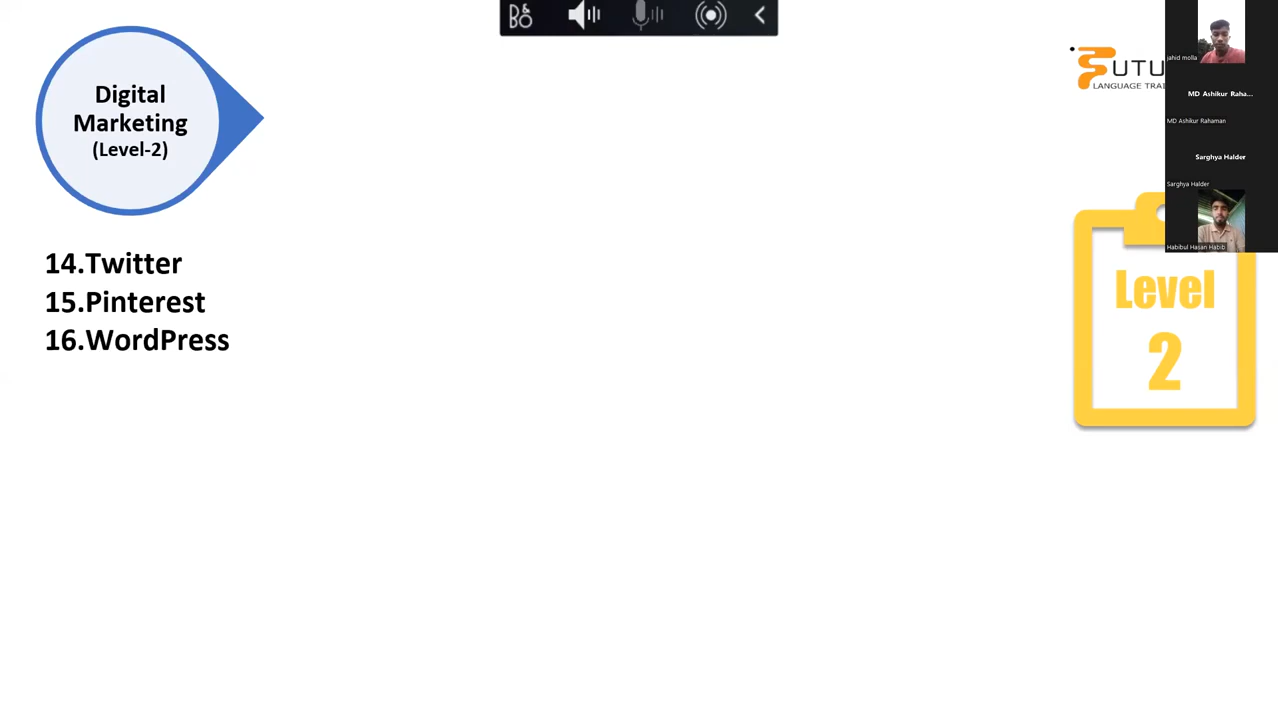 B&O
Digital
Marketing
(Level-2)
UTU
LANGUAGE
14.Twitter
15.Pinterest
16.WordPress
Level
2
jahid molla
MD Ashikur Raha...
MD Ashikur Rahaman
Sarghya Halder
Sarghya Halder
Habibul Hasan Habib